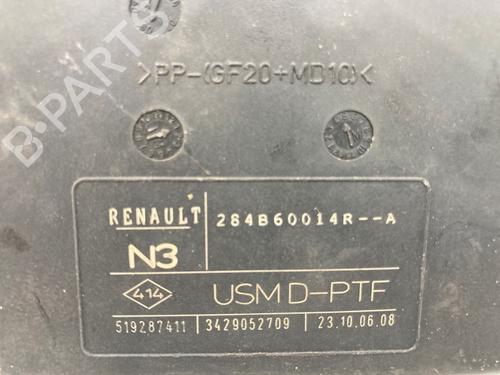 >PP-(GF20+MD10)<
RENAULT 284B60014R--A
N3
414 USM D-PTF
519287411 3429052709 23.10.06.08
B-PARTS